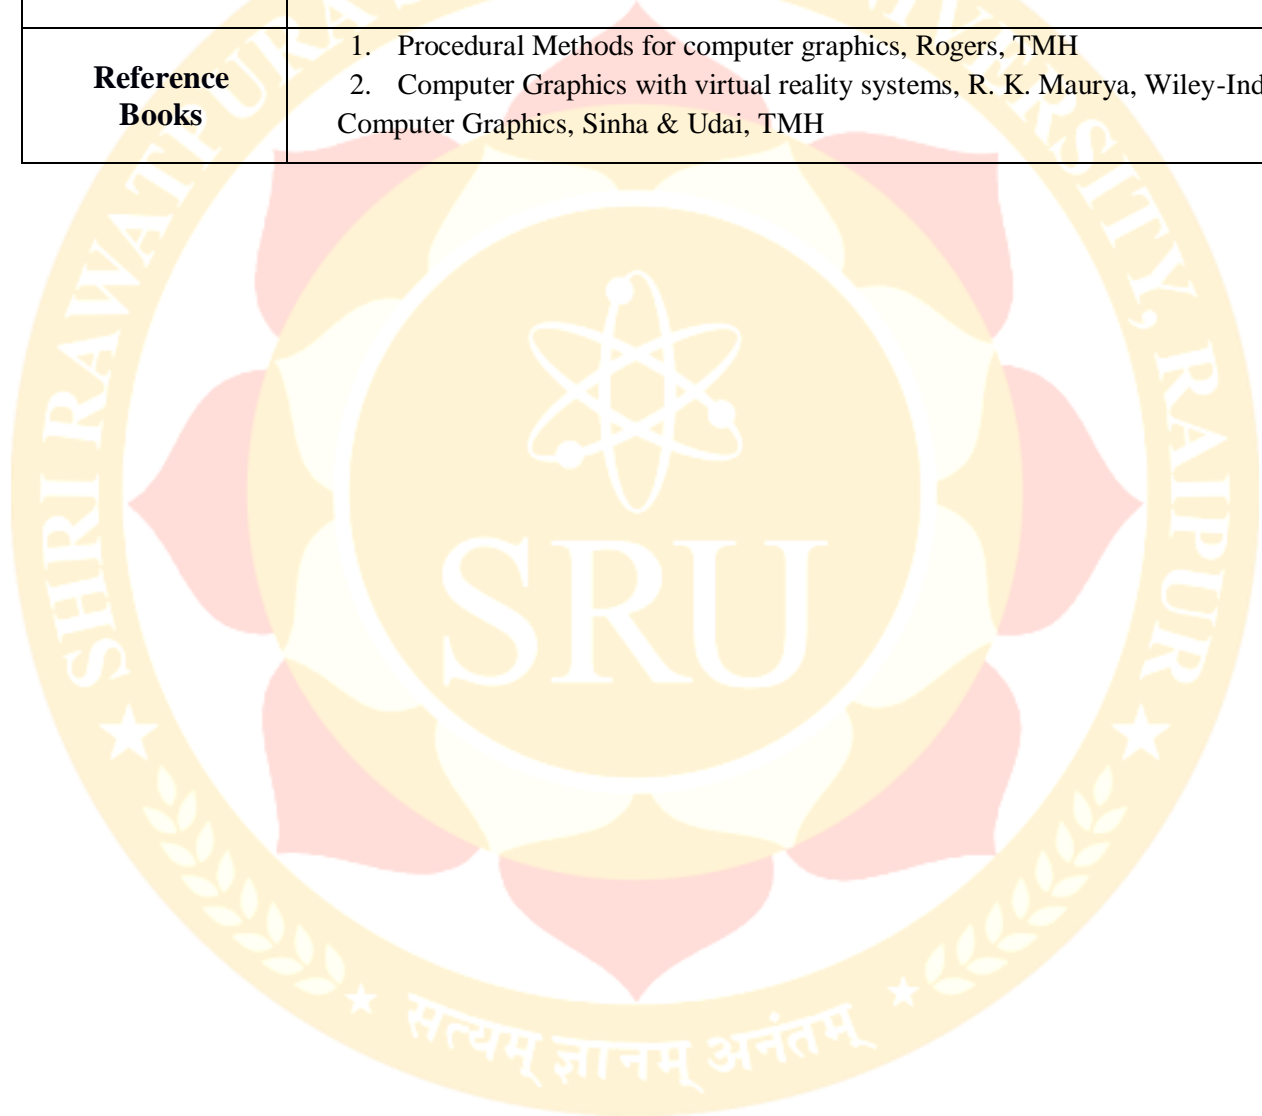 Reference
Books
1. Procedural Methods for computer graphics, Rogers, TMH
2. Computer Graphics with virtual reality systems, R. K. Maurya, Wiley-Ind
Computer Graphics, Sinha & Udai, TMH
SHRI RAWATPURA
UNIVERSITY, RAIPUR
SRU
सत्यम् ज्ञानम् अनंतम्